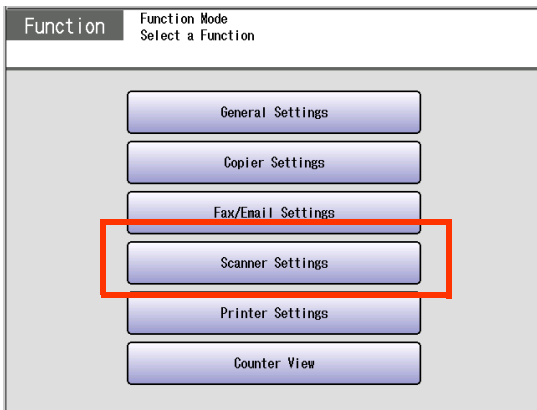 Function
Function Mode
Select a Function
General Settings
Copier Settings
Fax/Email Settings
Scanner Settings
Printer Settings
Counter View